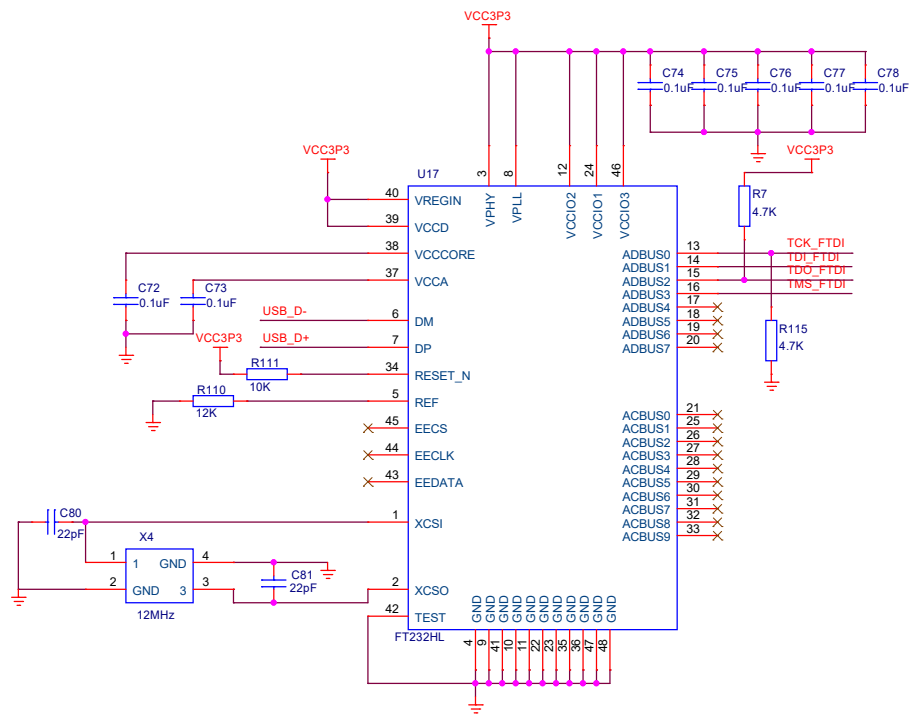 VCC3P3
C74
0.1uF
C75
0.1uF
C76
0.1uF
C77
0.1uF
C78
0.1uF
VCC3P3
VCC3P3
U17
3
8
12
24
46
VPHY
VPLL
VCCIO2
VCCIO1
VCCIO3
R7
4.7K
40
VREGIN
39
VCCD
38
VCCCORE
37
VCCA
C72
0.1uF
C73
0.1uF
USB_D-
6
DM
USB_D+
7
DP
VCC3P3
R111
10K
34
RESET_N
R110
12K
5
REF
45
EECS
44
EECLK
43
EEDATA
1
XCSI
2
XCSO
42
TEST
ADBUS0
13
TCK_FTDI
ADBUS1
14
TDI_FTDI
ADBUS2
15
TDO_FTDI
ADBUS3
16
TMS_FTDI
ADBUS4
17
ADBUS5
18
ADBUS6
19
ADBUS7
20
R115
4.7K
ACBUS0
21
ACBUS1
25
ACBUS2
26
ACBUS3
27
ACBUS4
28
ACBUS5
29
ACBUS6
30
ACBUS7
31
ACBUS8
32
ACBUS9
33
C80
22pF
X4
1
1
GND
4
2
GND
3
3
12MHz
C81
22pF
FT232HL
GND
GND
GND
GND
GND
GND
GND
GND
GND
GND
GND
4
9
41
10
11
22
23
35
36
47
48